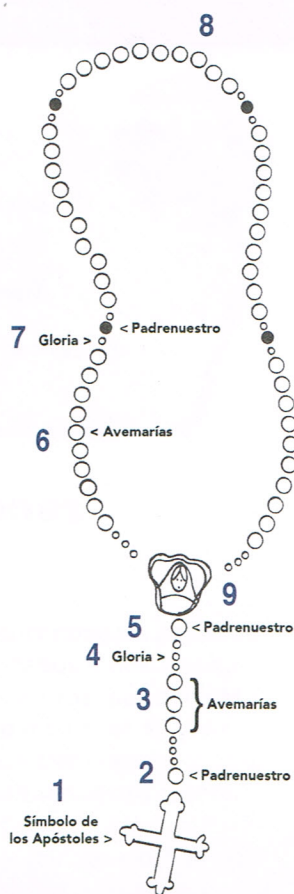 8
7
Gloria >
< Padrenuestro
6
< Avemarías
9
5
< Padrenuestro
4
Gloria >
3
Avemarías
2
< Padrenuestro
1
Símbolo de
los Apóstoles >